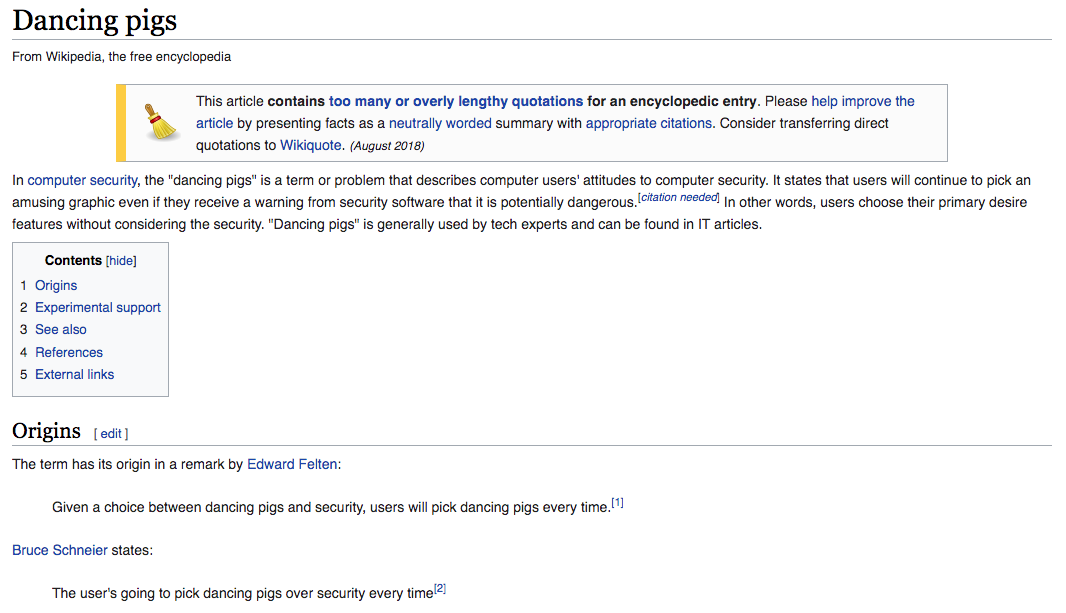 Dancing pigs
From Wikipedia, the free encyclopedia
This article contains too many or overly lengthy quotations for an encyclopedic entry. Please help improve the
article by presenting facts as a neutrally worded summary with appropriate citations. Consider transferring direct
quotations to Wikiquote. (August 2018)
In computer security, the "dancing pigs" is a term or problem that describes computer users' attitudes to computer security. It states that users will continue to pick an
amusing graphic even if they receive a warning from security software that it is potentially dangerous.[citation needed] In other words, users choose their primary desire
features without considering the security. "Dancing pigs" is generally used by tech experts and can be found in IT articles.
Contents [hide]
1 Origins
2 Experimental support
3 See also
4 References
5 External links
Origins [ edit ]
The term has its origin in a remark by Edward Felten:
Given a choice between dancing pigs and security, users will pick dancing pigs every time.[1]
Bruce Schneier states:
The user's going to pick dancing pigs over security every time[2]